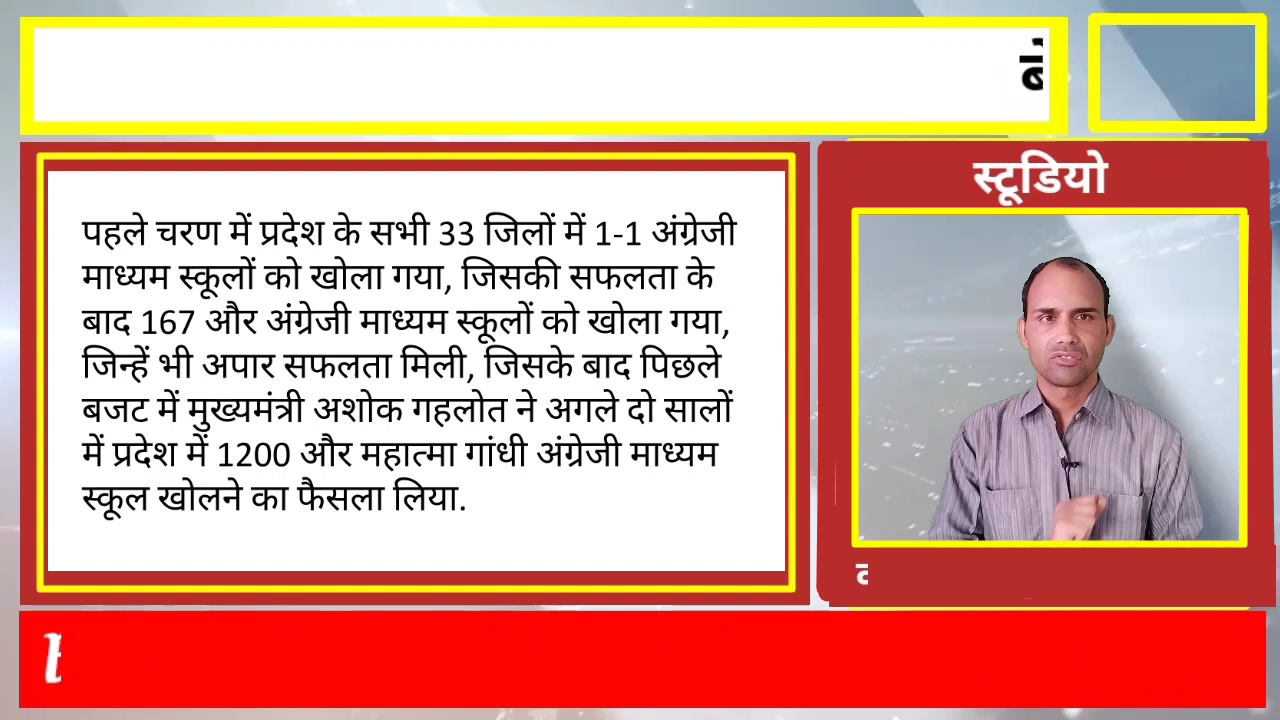 स्टूडियो
पहले चरण में प्रदेश के सभी 33 जिलों में 1-1 अंग्रेजी
माध्यम स्कूलों को खोला गया, जिसकी सफलता के
बाद 167 और अंग्रेजी माध्यम स्कूलों को खोला गया,
जिन्हें भी अपार सफलता मिली, जिसके बाद पिछले
बजट में मुख्यमंत्री अशोक गहलोत ने अगले दो सालों
में प्रदेश में 1200 और महात्मा गांधी अंग्रेजी माध्यम
स्कूल खोलने का फैसला लिया.